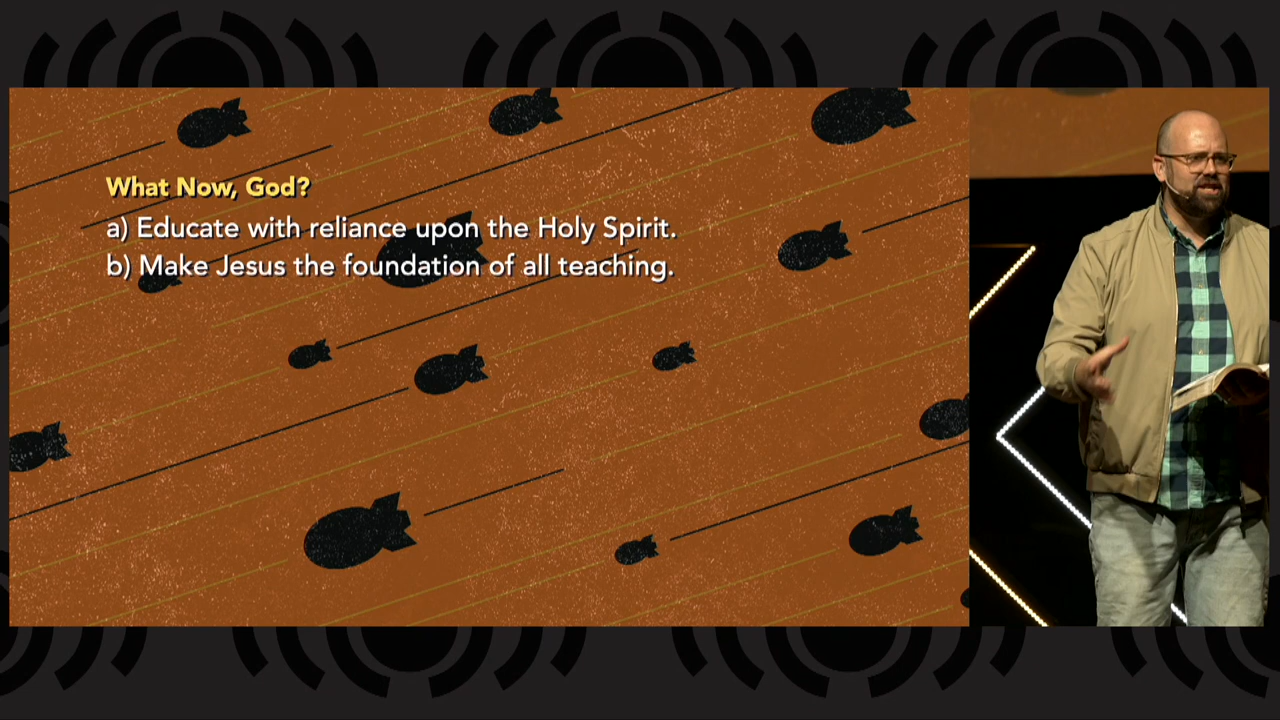 What Now, God?
a) Educate with reliance upon the Holy Spirit.
b) Make Jesus the foundation of all teaching.